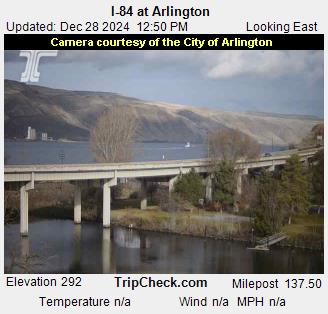 I-84 at Arlington
Updated: Dec 28 2024 12:50 PM Looking East
Camera courtesy of the City of Arlington
Elevation 292 TripCheck.com Milepost 137.50
Temperature n/a Wind n/a MPH n/a